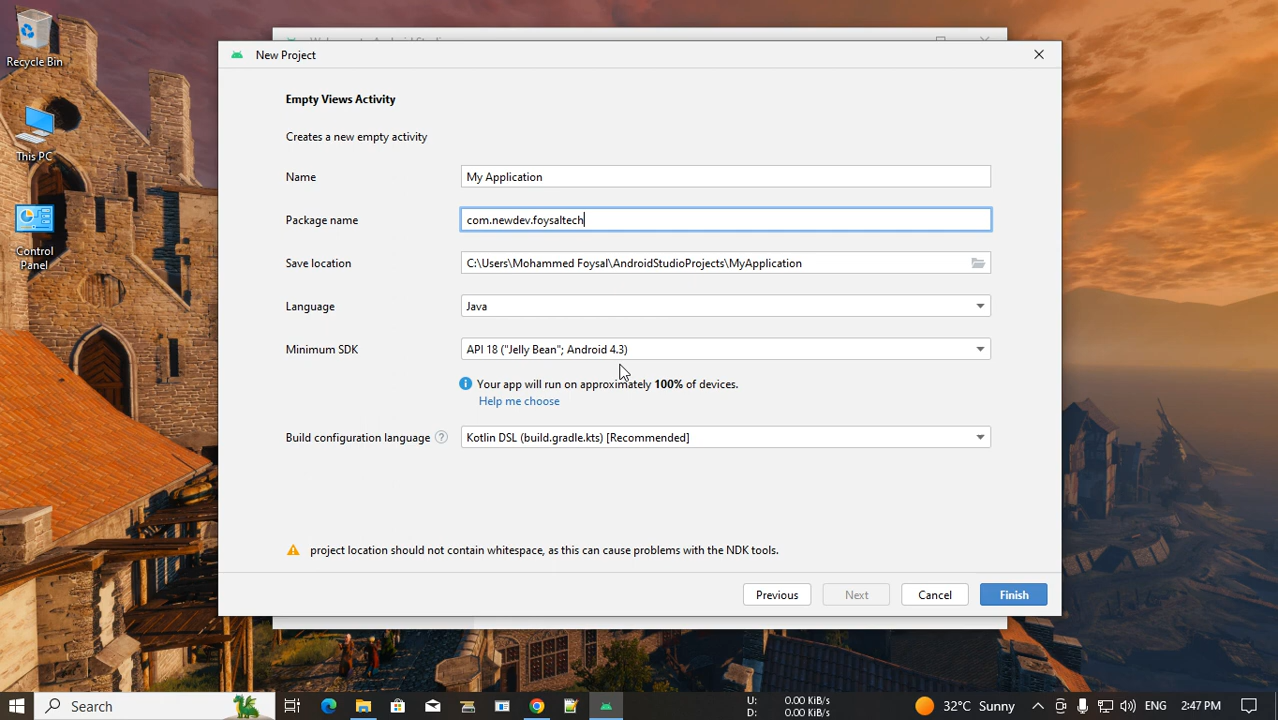 Recycle Bin
This PC
Control
Panel
New Project
Empty Views Activity
Creates a new empty activity
Name
My Application
Package name
com.newdev.foysaltech
Save location
C:\Users\Mohammed Foysal\AndroidStudioProjects\MyApplication
Language
Java
Minimum SDK
API 18 ("Jelly Bean"; Android 4.3)
Your app will run on approximately 100% of devices.
Help me choose
Build configuration language ?
Kotlin DSL (build.gradle.kts) [Recommended]
project location should not contain whitespace, as this can cause problems with the NDK tools.
Previous
Next
Cancel
Finish
Search
U: 0.00 KiB/s
D: 0.00 KiB/s
32°C Sunny
ENG
2:47 PM